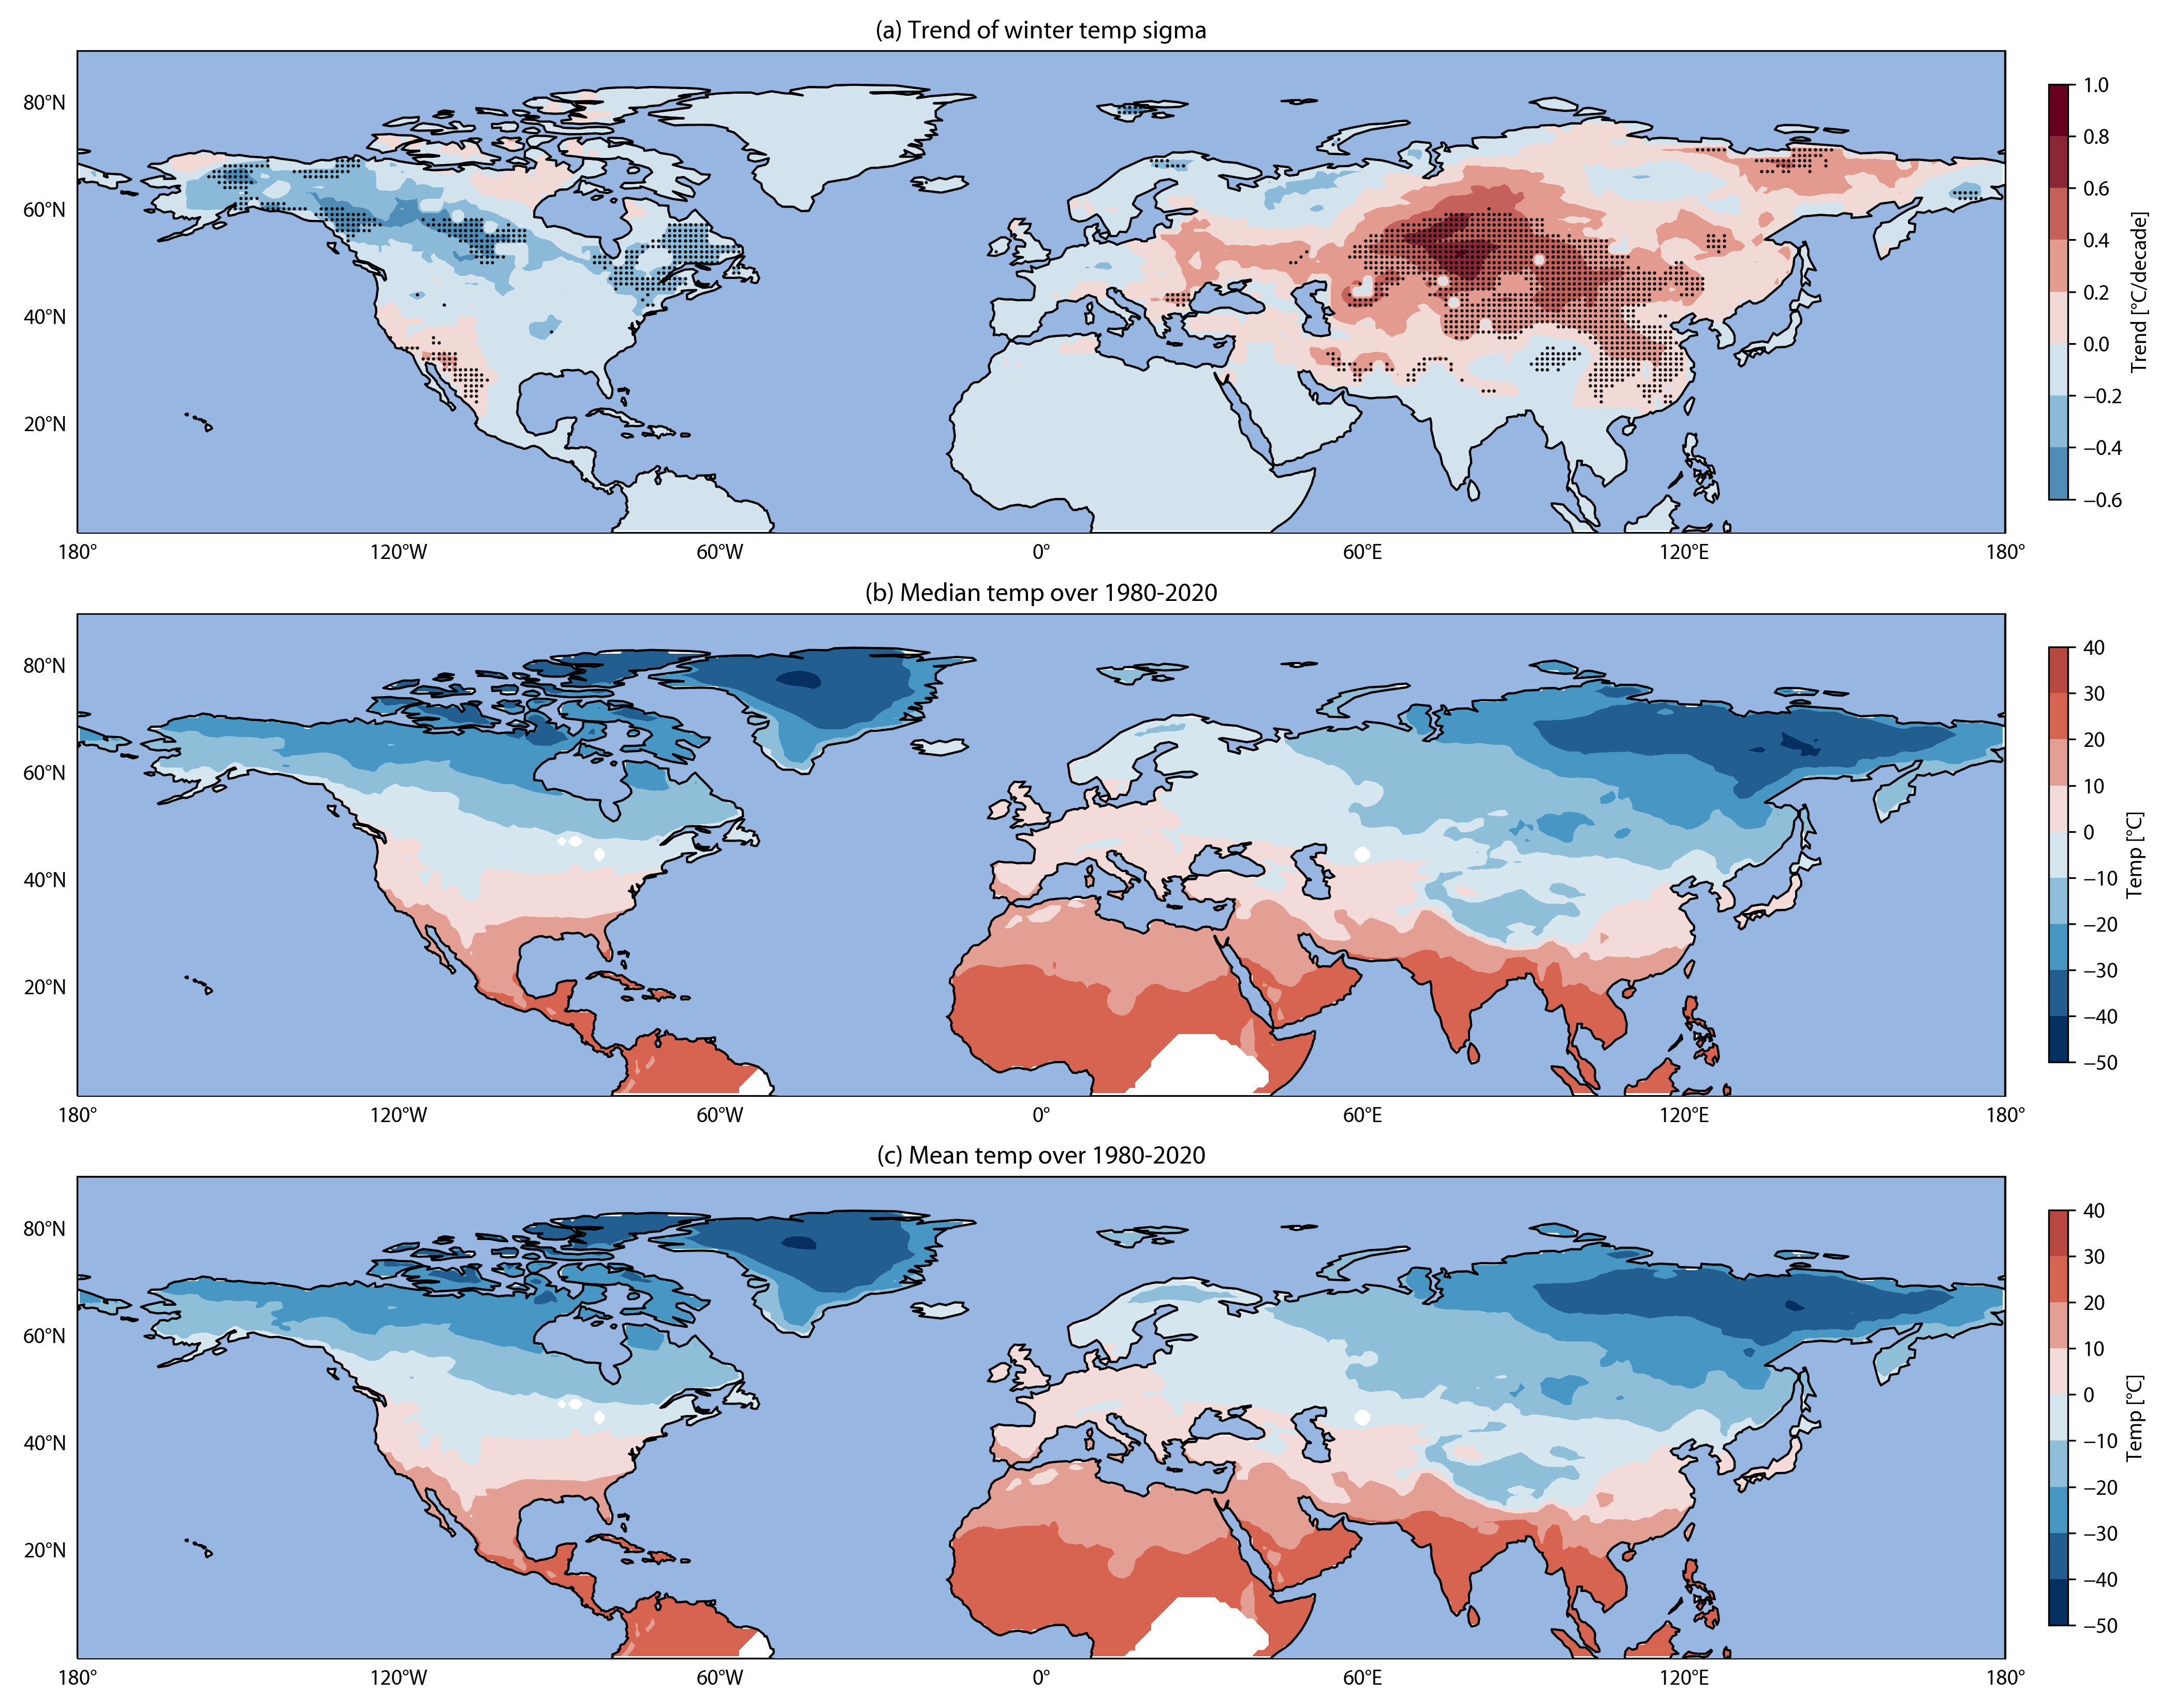 (a) Trend of winter temp sigma
80°N
60°N
40°N
20°N
180°
120°W
60°W
0°
60°E
120°E
180°
1.0
0.8
0.6
0.4
0.2
0.0
−0.2
−0.4
−0.6
Trend [°C/decade]
(b) Median temp over 1980-2020
80°N
60°N
40°N
20°N
180°
120°W
60°W
0°
60°E
120°E
180°
40
30
20
10
0
−10
−20
−30
−40
−50
Temp [°C]
(c) Mean temp over 1980-2020
80°N
60°N
40°N
20°N
180°
120°W
60°W
0°
60°E
120°E
180°
40
30
20
10
0
−10
−20
−30
−40
−50
Temp [°C]